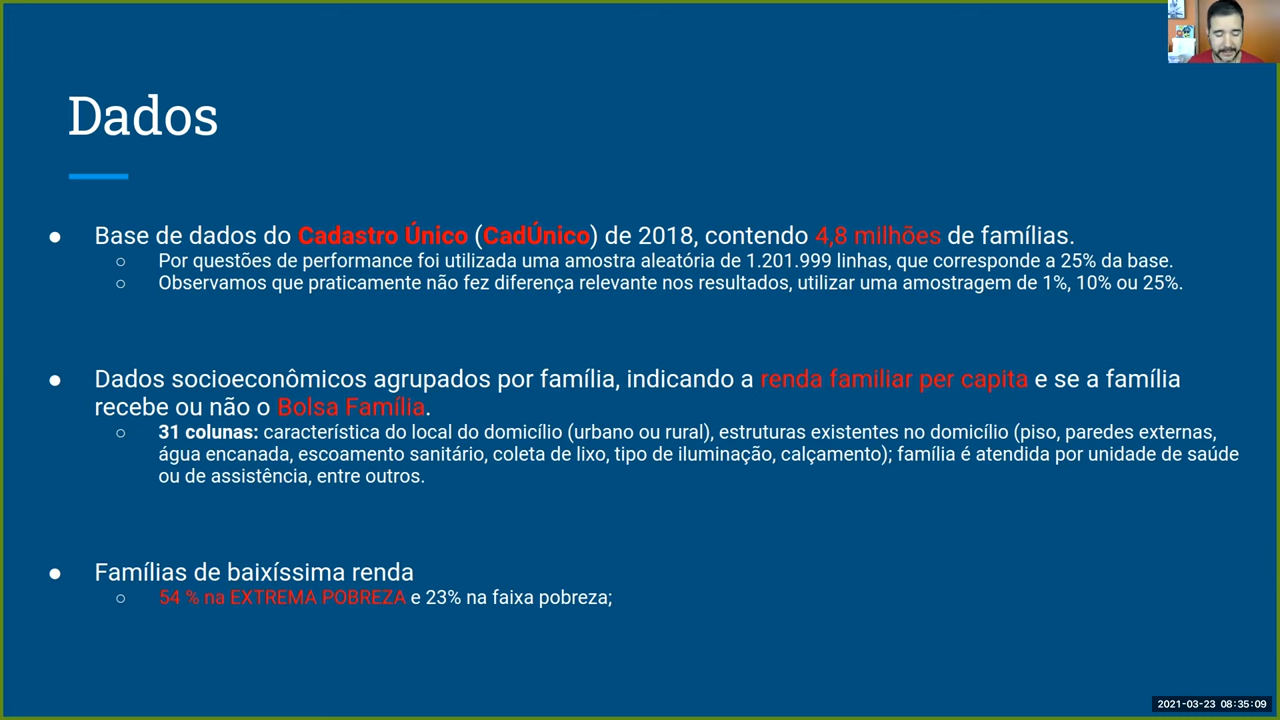 Dados
● Base de dados do Cadastro Único (CadÚnico) de 2018, contendo 4,8 milhões de famílias.
○ Por questões de performance foi utilizada uma amostra aleatória de 1.201.999 linhas, que corresponde a 25% da base.
○ Observamos que praticamente não fez diferença relevante nos resultados, utilizar uma amostragem de 1%, 10% ou 25%.
● Dados socioeconômicos agrupados por família, indicando a renda familiar per capita e se a família
recebe ou não o Bolsa Família.
○ 31 colunas: característica do local do domicílio (urbano ou rural), estruturas existentes no domicílio (piso, paredes externas,
água encanada, escoamento sanitário, coleta de lixo, tipo de iluminação, calçamento); família é atendida por unidade de saúde
ou de assistência, entre outros.
● Famílias de baixíssima renda
○ 54 % na EXTREMA POBREZA e 23% na faixa pobreza;
2021-03-23 08:35:09